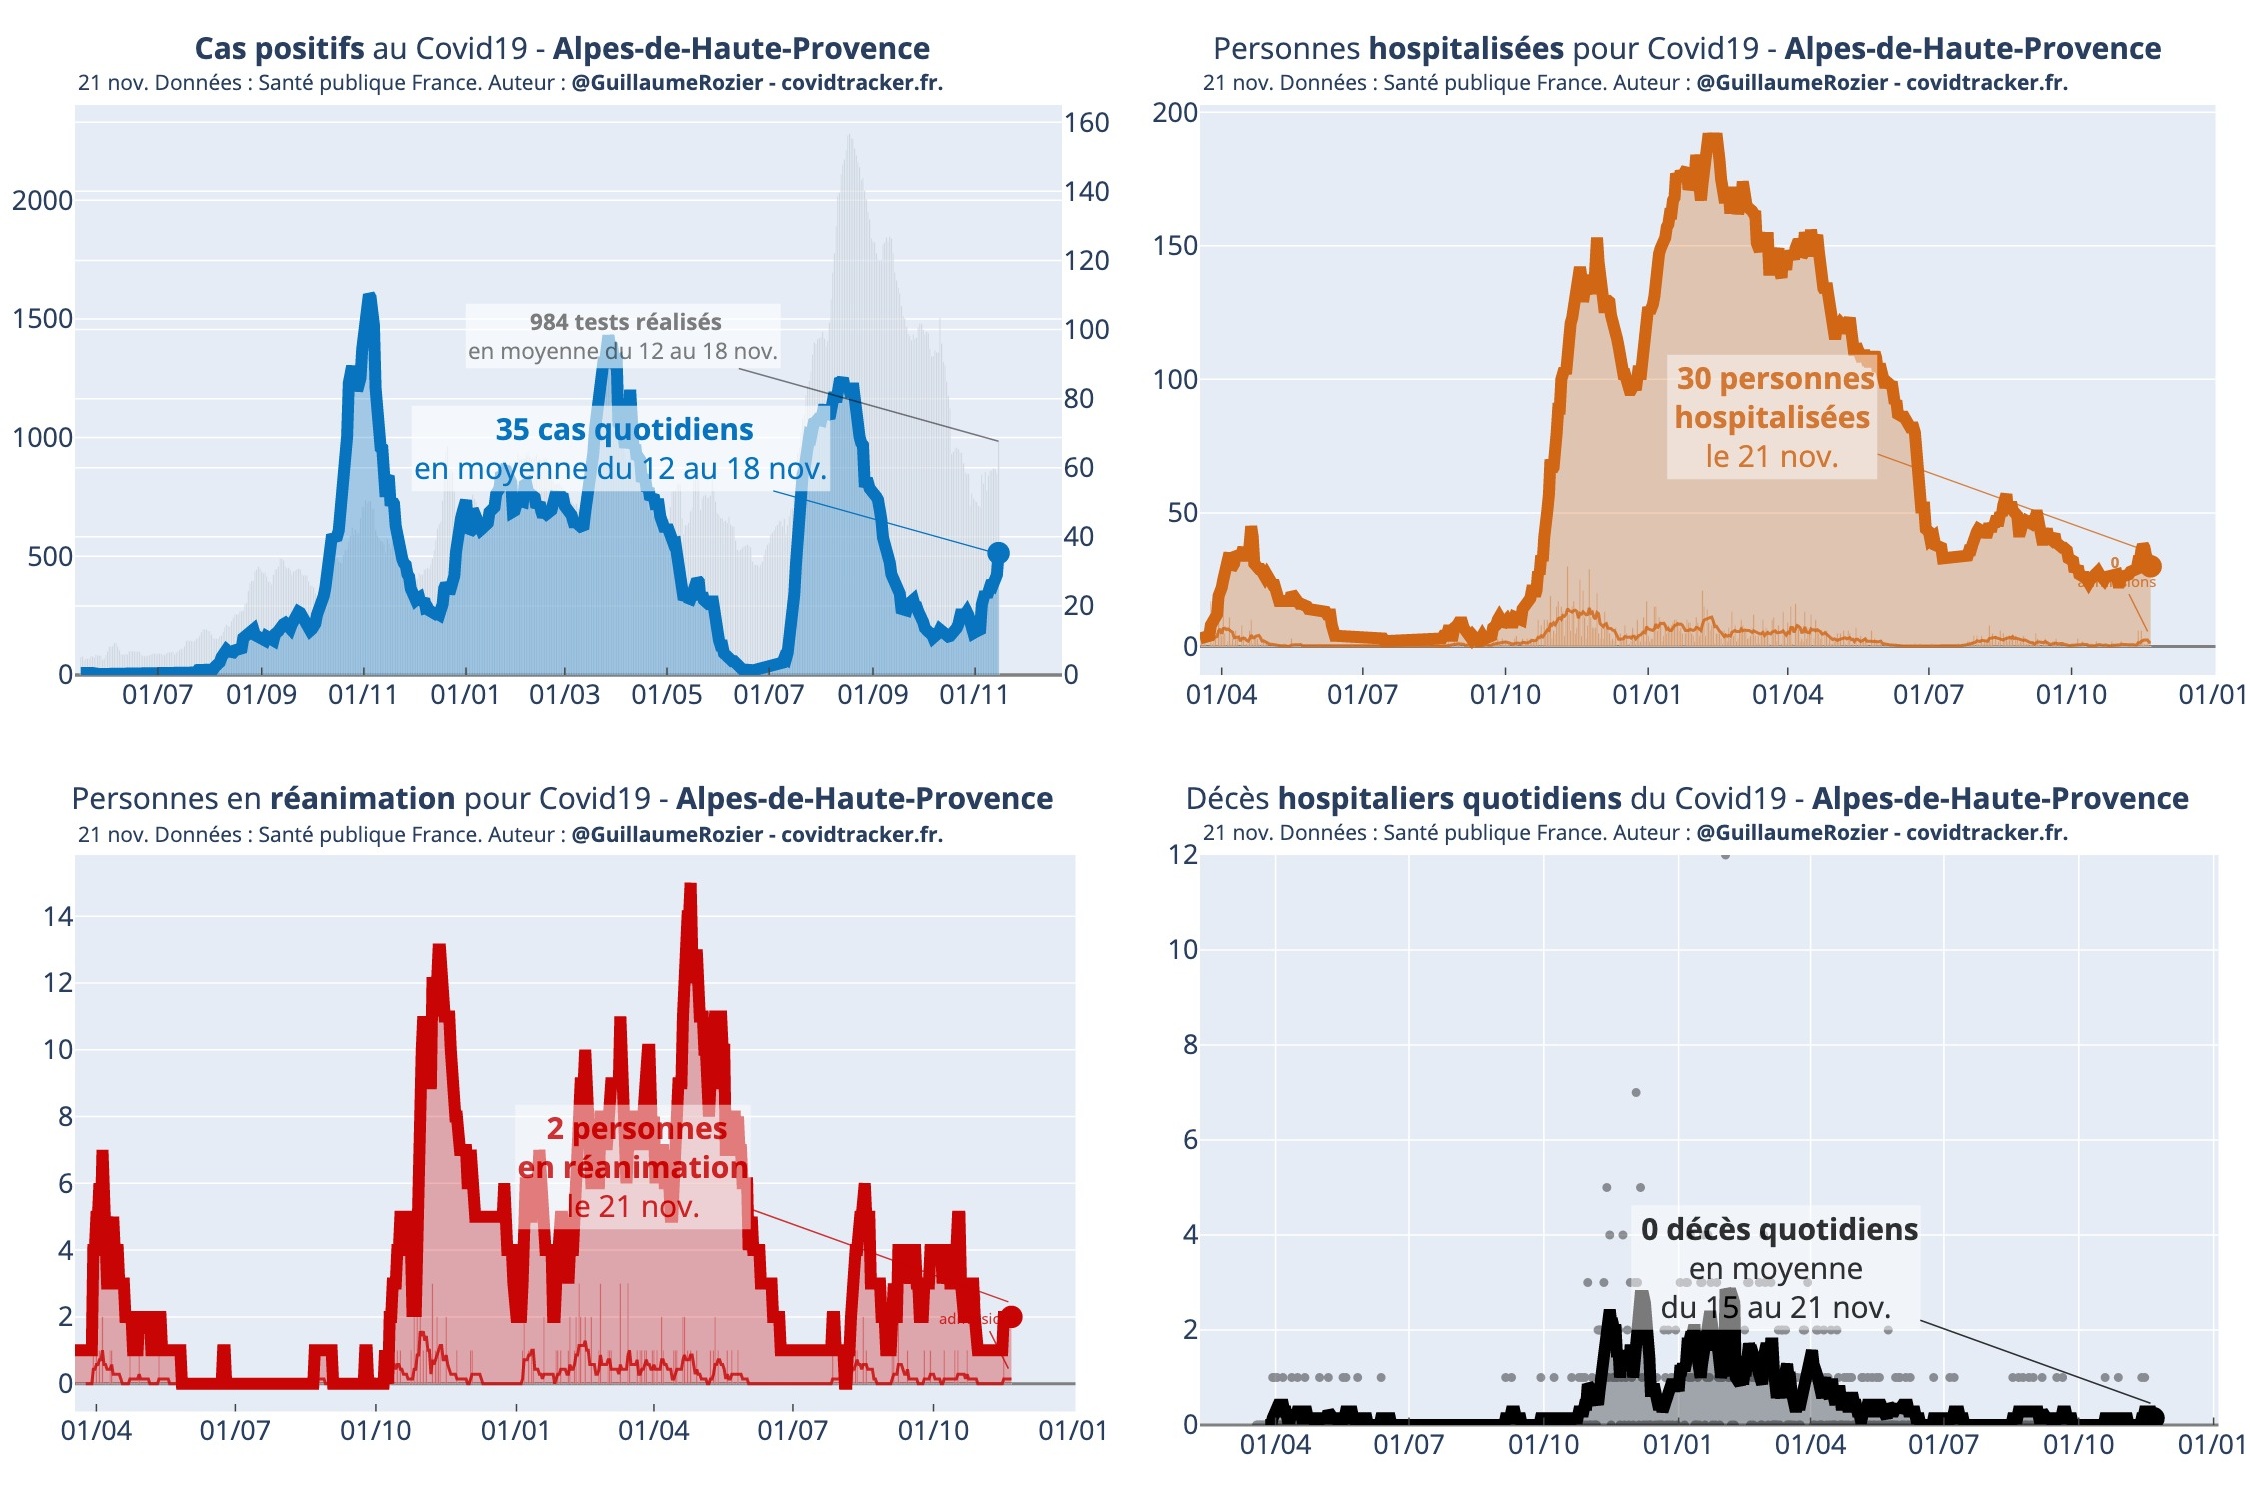 Cas positifs au Covid19 - Alpes-de-Haute-Provence
21 nov. Données : Santé publique France. Auteur : @GuillaumeRozier - covidtracker.fr.
160
140
120
100
80
60
40
20
0
2000
1500
1000
500
0
984 tests réalisés
en moyenne du 12 au 18 nov.
35 cas quotidiens
en moyenne du 12 au 18 nov.
01/07 01/09 01/11 01/01 01/03 01/05 01/07 01/09 01/11
Personnes hospitalisées pour Covid19 - Alpes-de-Haute-Provence
21 nov. Données : Santé publique France. Auteur : @GuillaumeRozier - covidtracker.fr.
200
150
100
50
0
30 personnes
hospitalisées
le 21 nov.
0
01/04 01/07 01/10 01/01 01/04 01/07 01/10 01/01
Personnes en réanimation pour Covid19 - Alpes-de-Haute-Provence
21 nov. Données : Santé publique France. Auteur : @GuillaumeRozier - covidtracker.fr.
14
12
10
8
6
4
2
0
2 personnes
en réanimation
le 21 nov.
01/04 01/07 01/10 01/01 01/04 01/07 01/10 01/01
Décès hospitaliers quotidiens du Covid19 - Alpes-de-Haute-Provence
21 nov. Données : Santé publique France. Auteur : @GuillaumeRozier - covidtracker.fr.
12
10
8
6
4
2
0
0 décès quotidiens
en moyenne
du 15 au 21 nov.
01/04 01/07 01/10 01/01 01/04 01/07 01/10 01/01